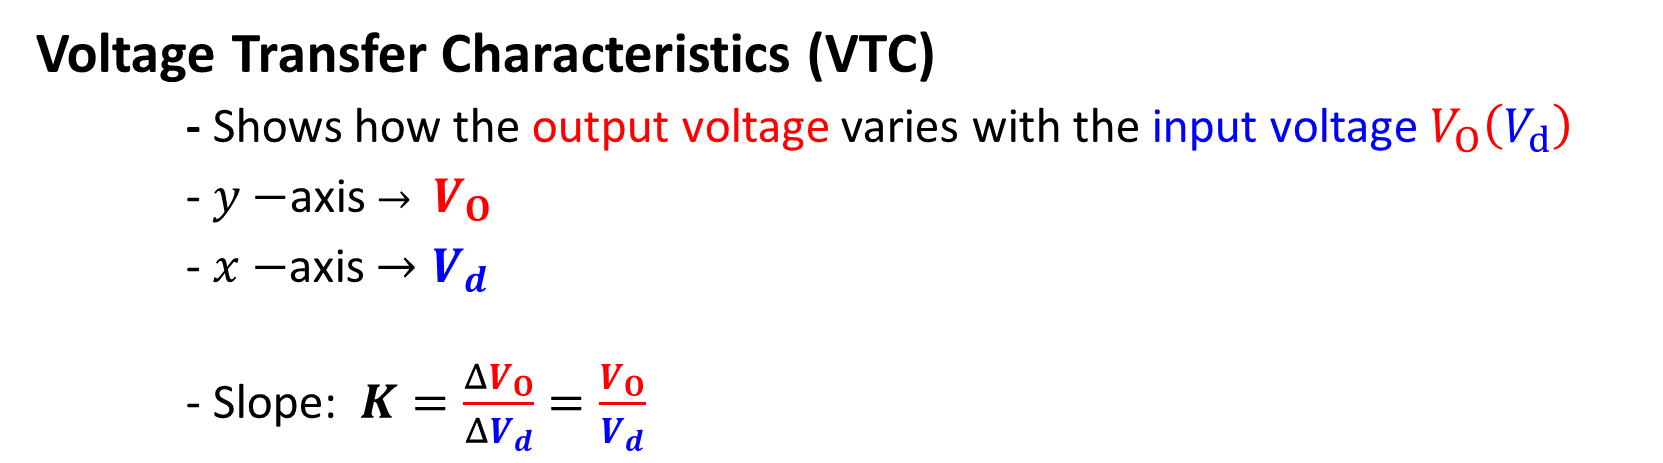 Voltage Transfer Characteristics (VTC)
- Shows how the output voltage varies with the input voltage V_O(V_d)
- y −axis → V_O
- x −axis → V_d
- Slope: K = ΔV_O/ΔV_d = V_O/V_d